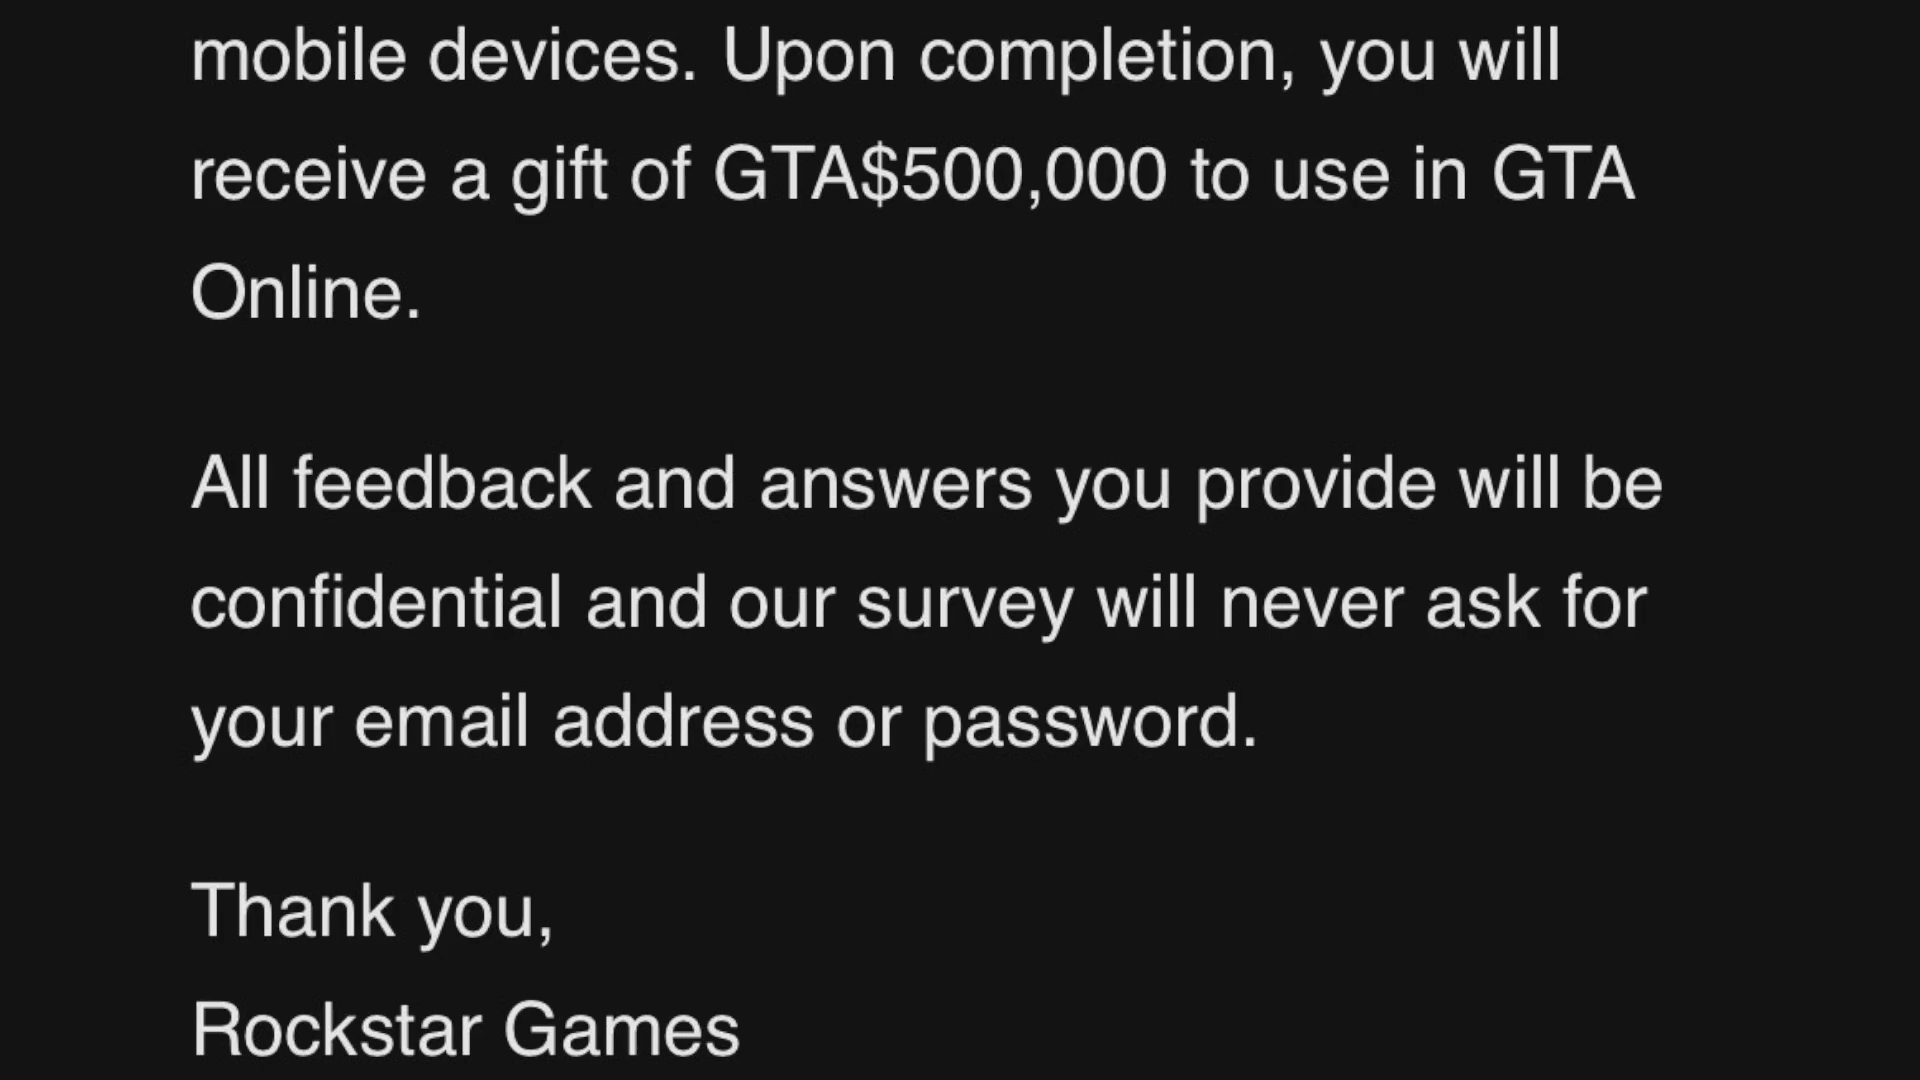 mobile devices. Upon completion, you will
receive a gift of GTA$500,000 to use in GTA
Online.
All feedback and answers you provide will be
confidential and our survey will never ask for
your email address or password.
Thank you,
Rockstar Games